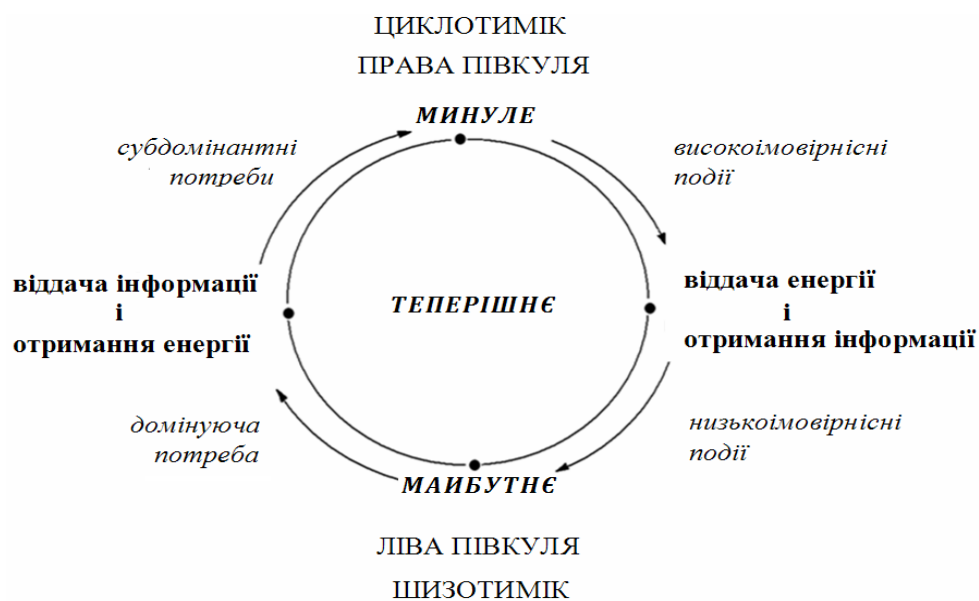 ЦИКЛОТИМІК
ПРАВА ПІВКУЛЯ
МИНУЛЕ
субдомінантні
потреби
високоімовірнісні
події
віддача інформації
і
отримання енергії
ТЕПЕРІШНЄ
віддача енергії
і
отримання інформації
домінуюча
потреба
низькоімовірнісні
події
МАИБУТНЄ
ЛІВА ПІВКУЛЯ
ШИЗОТИМІК